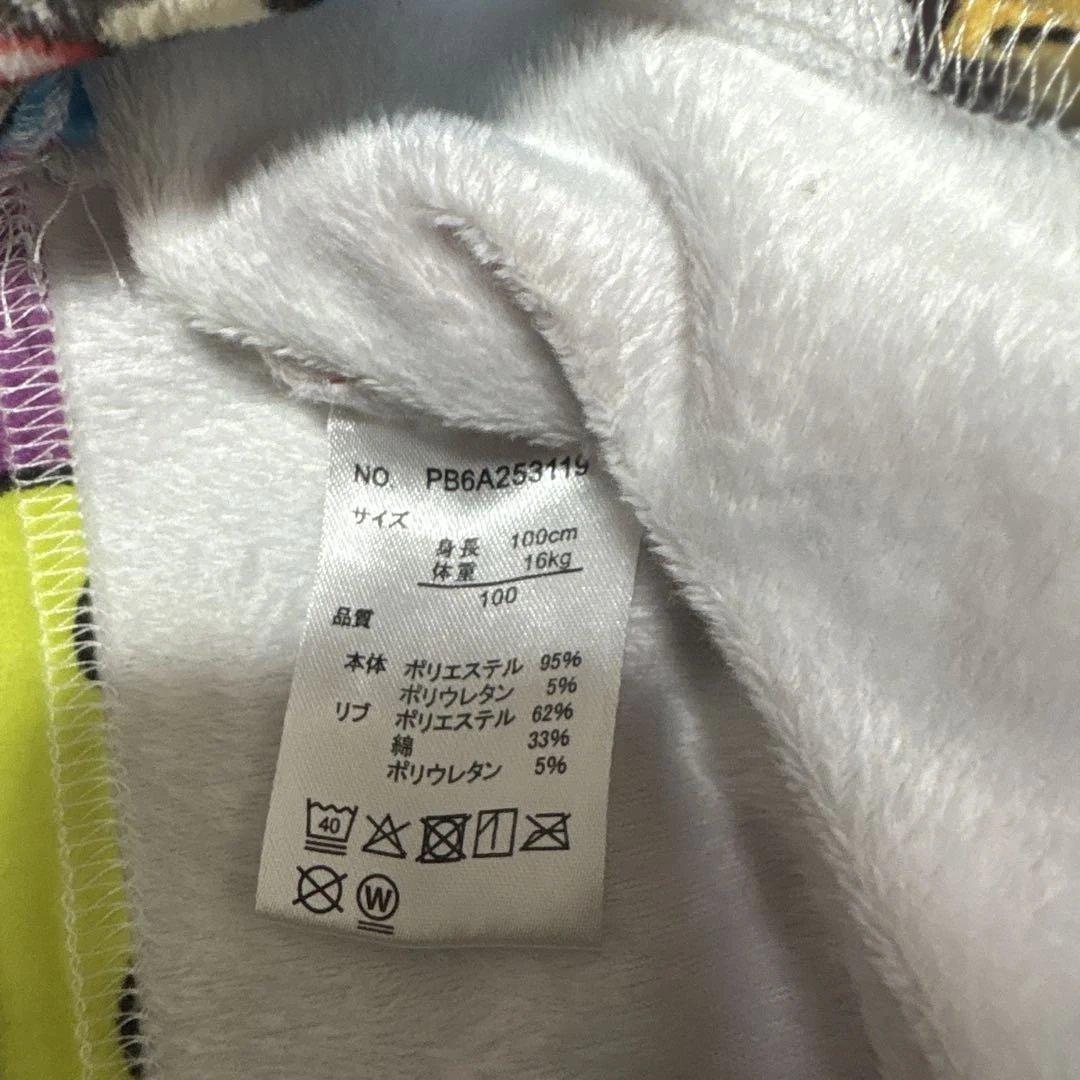 NO. PB6A253119
サイズ
身長 100cm
体重 16kg
100
品質
本体 ポリエステル 95%
ポリウレタン 5%
リブ ポリエステル 62%
綿 33%
ポリウレタン 5%
40
W